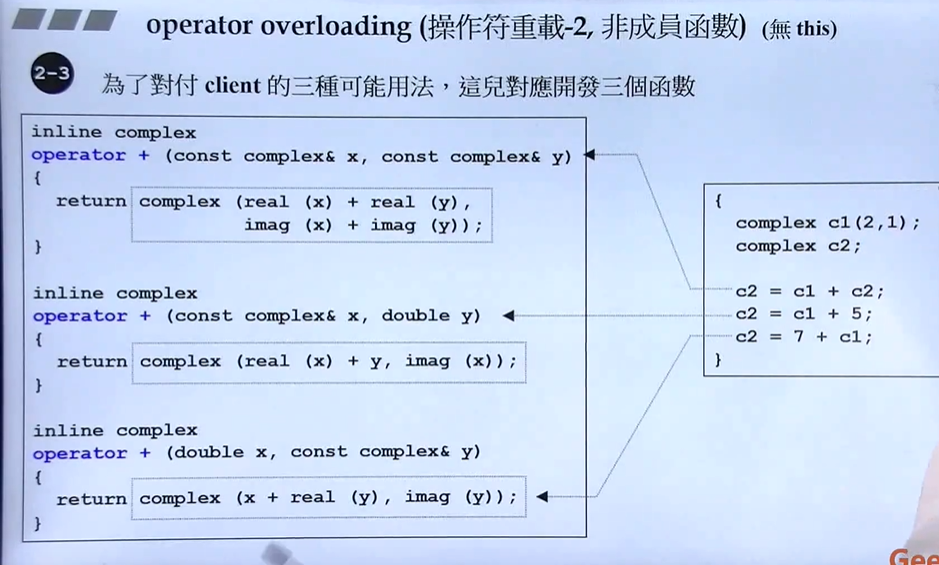 operator overloading (操作符重載-2, 非成員函數) (無 this)
2-3
為了對付 client 的三種可能用法，這兒對應開發三個函數
inline complex
operator + (const complex& x, const complex& y)
{
return complex (real (x) + real (y),
imag (x) + imag (y));
}
inline complex
operator + (const complex& x, double y)
{
return complex (real (x) + y, imag (x));
}
inline complex
operator + (double x, const complex& y)
{
return complex (x + real (y), imag (y));
}
{
complex c1(2,1);
complex c2;
c2 = c1 + c2;
c2 = c1 + 5;
c2 = 7 + c1;
}
Gee